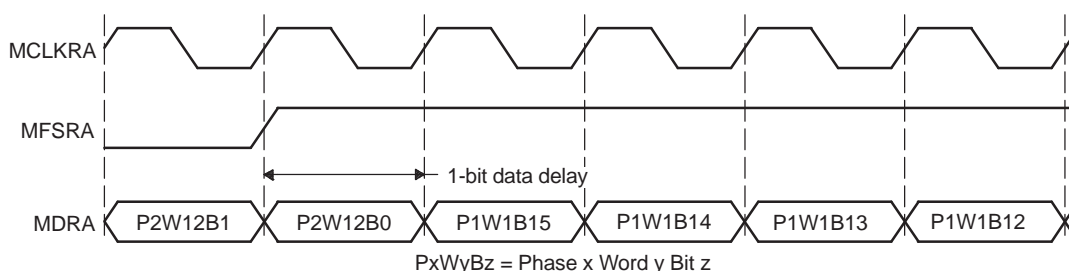 MCLKRA
MFSRA
1-bit data delay
MDRA P2W12B1 P2W12B0 P1W1B15 P1W1B14 P1W1B13 P1W1B12
PxWyBz = Phase x Word y Bit z